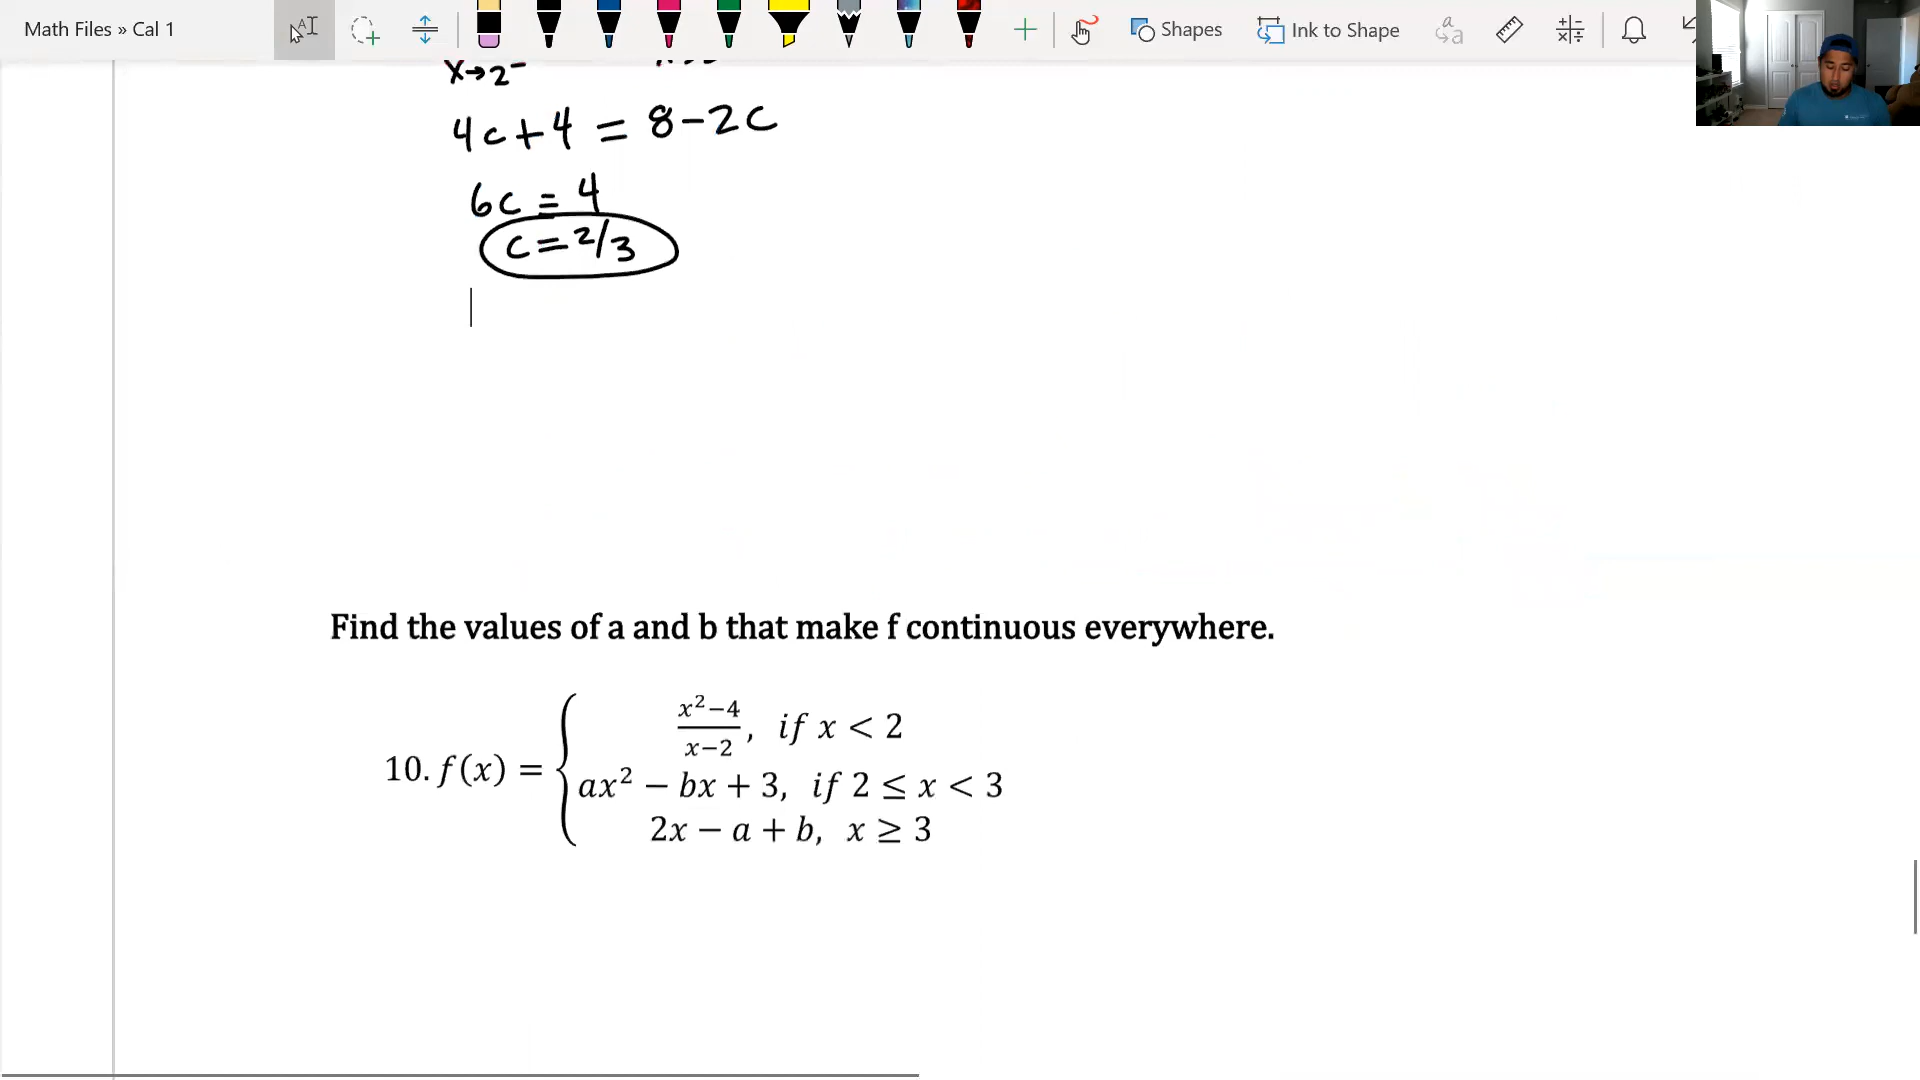 Math Files » Cal 1
Shapes
Ink to Shape
x→2⁻
4c+4 = 8-2c
6c = 4
c = 2/3
Find the values of a and b that make f continuous everywhere.
x²−4
x−2 , if x < 2
10. f(x) = { ax² − bx + 3, if 2 ≤ x < 3
2x − a + b, x ≥ 3